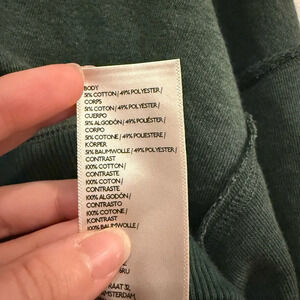 BODY
51% COTTON / 49% POLYESTER /
CORPS
51% COTON / 49% POLYESTER /
CUERPO
51% ALGODÓN / 49% POLIÉSTER /
CORPO
51% COTONE / 49% POLIESTERE /
KÖRPER
51% BAUMWOLLE / 49% POLYESTER /
CONTRAST
100% COTTON /
CONTRASTE
100% COTON /
CONTRASTE
100% ALGODÓN /
CONTRASTO
100% COTONE /
KONTRAST
100% BAUMWOLLE /
RAAT 32,